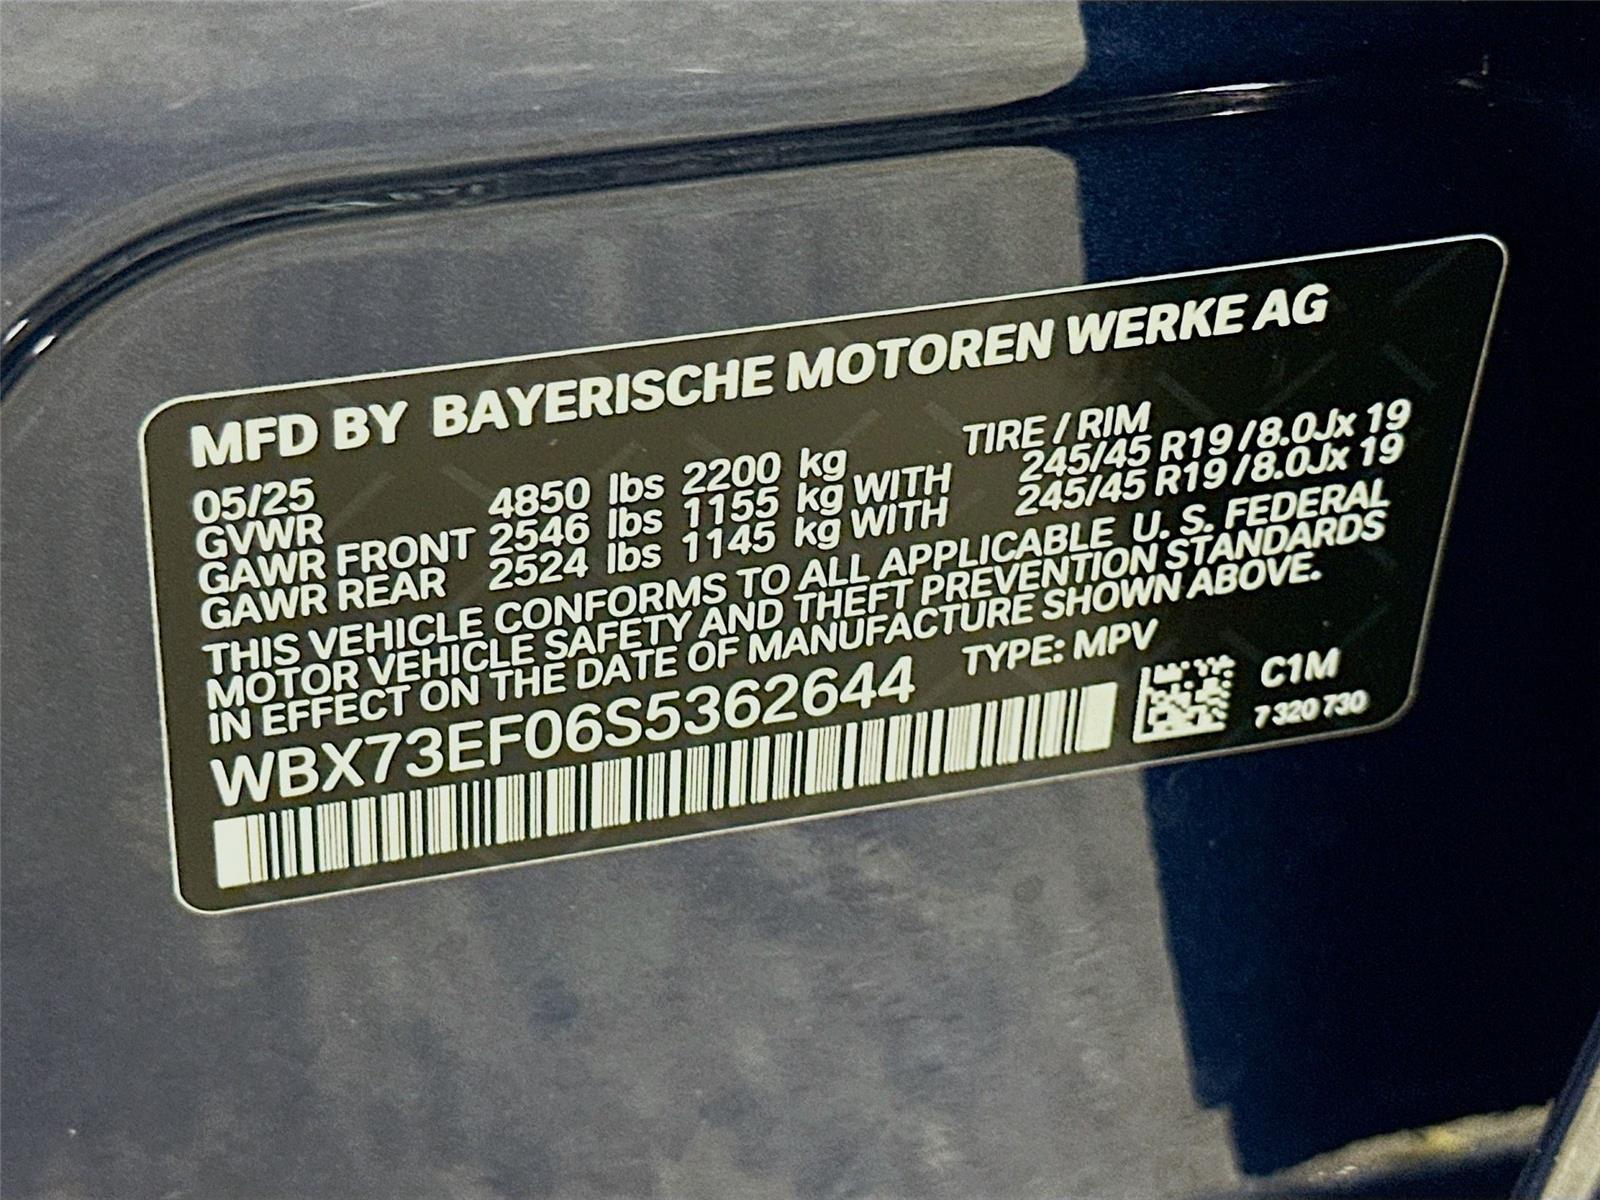 MFD BY BAYERISCHE MOTOREN WERKE AG
05/25 TIRE / RIM
GVWR 4850 lbs 2200 kg
GAWR FRONT 2546 lbs 1155 kg WITH 245/45 R19 /8.0Jx 19
GAWR REAR 2524 lbs 1145 kg WITH 245/45 R19 /8.0Jx 19
THIS VEHICLE CONFORMS TO ALL APPLICABLE U. S. FEDERAL
MOTOR VEHICLE SAFETY AND THEFT PREVENTION STANDARDS
IN EFFECT ON THE DATE OF MANUFACTURE SHOWN ABOVE.
WBX73EF06S5362644 TYPE: MPV
C1M
7 320 730